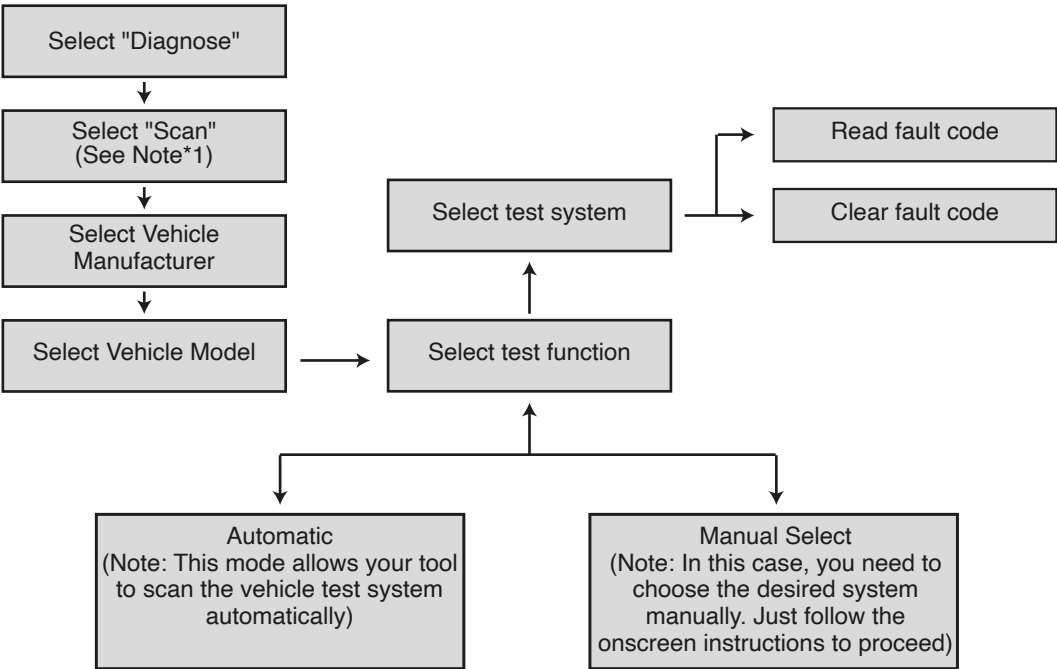 Select "Diagnose"
Select "Scan"
(See Note*1)
Select Vehicle
Manufacturer
Select Vehicle Model
Select test function
Select test system
Read fault code
Clear fault code
Automatic
(Note: This mode allows your tool
to scan the vehicle test system
automatically)
Manual Select
(Note: In this case, you need to
choose the desired system
manually. Just follow the
onscreen instructions to proceed)